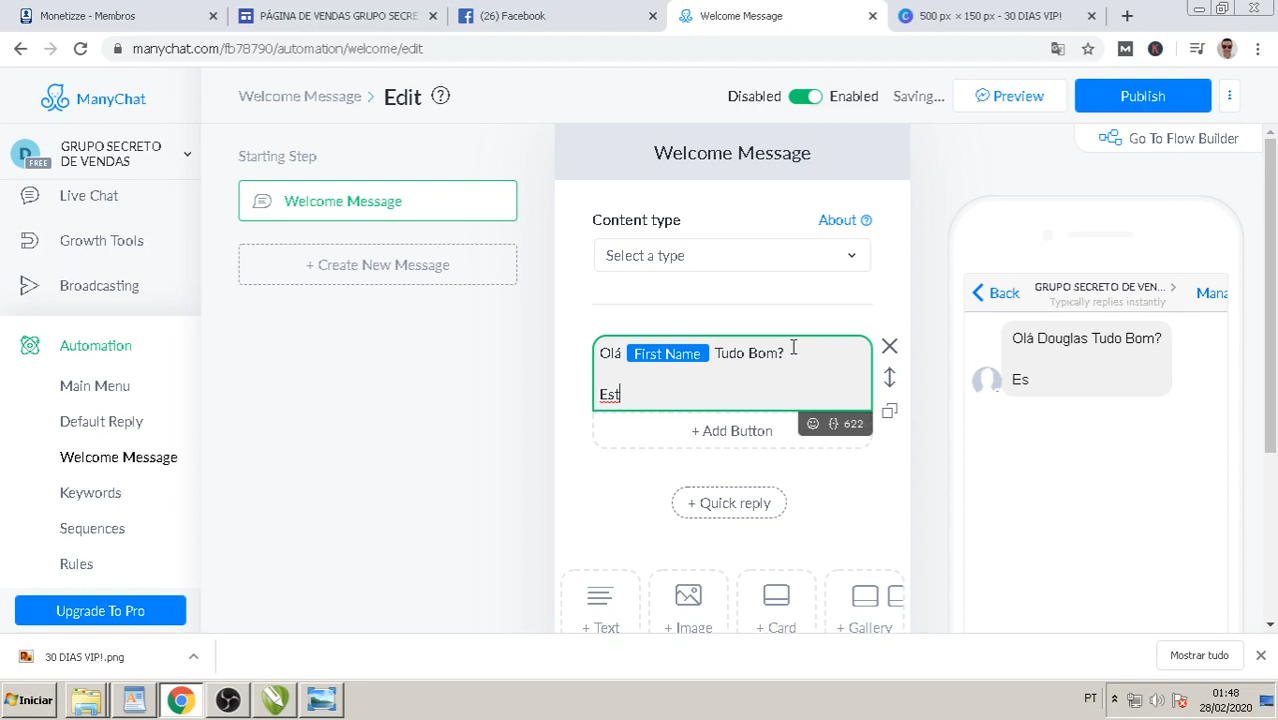 Monetizze - Membros
PÁGINA DE VENDAS GRUPO SECRE
(26) Facebook
Welcome Message
500 px × 150 px - 30 DIAS VIP!
manychat.com/fb78790/automation/welcome/edit
ManyChat
GRUPO SECRETO DE VENDAS
FREE
Live Chat
Growth Tools
Broadcasting
Automation
Main Menu
Default Reply
Welcome Message
Keywords
Sequences
Rules
Upgrade To Pro
Welcome Message > Edit
Disabled
Enabled
Saving...
Preview
Publish
Starting Step
Welcome Message
+ Create New Message
Welcome Message
Content type
About
Select a type
Olá First Name Tudo Bom?
Est
622
+ Add Button
+ Quick reply
+ Text
+ Image
+ Card
+ Gallery
Go To Flow Builder
Back
GRUPO SECRETO DE VEN... >
Typically replies instantly
Mana
Olá Douglas Tudo Bom?
Es
30 DIAS VIP!.png
Mostrar tudo
Iniciar
PT
01:48
28/02/2020